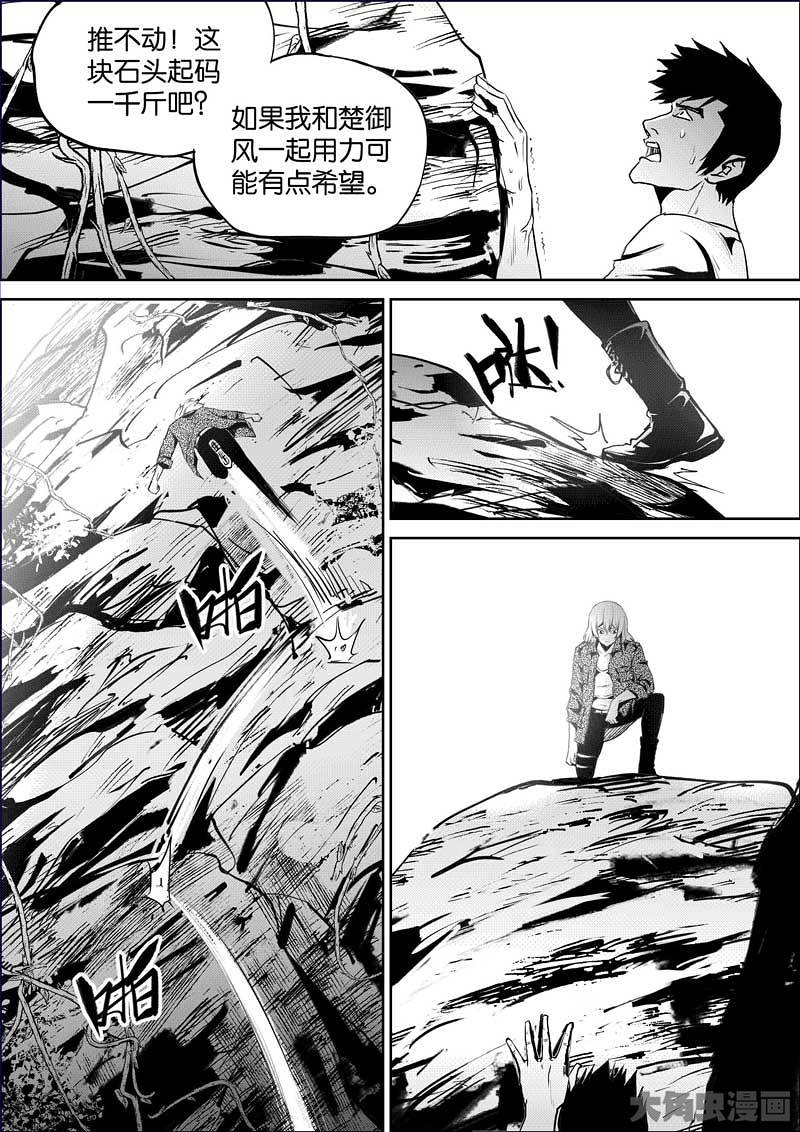 推不动！这
块石头起码
一千斤吧？
如果我和楚御
风一起用力可
能有点希望。
哒！
啪
啪
大角虫漫画